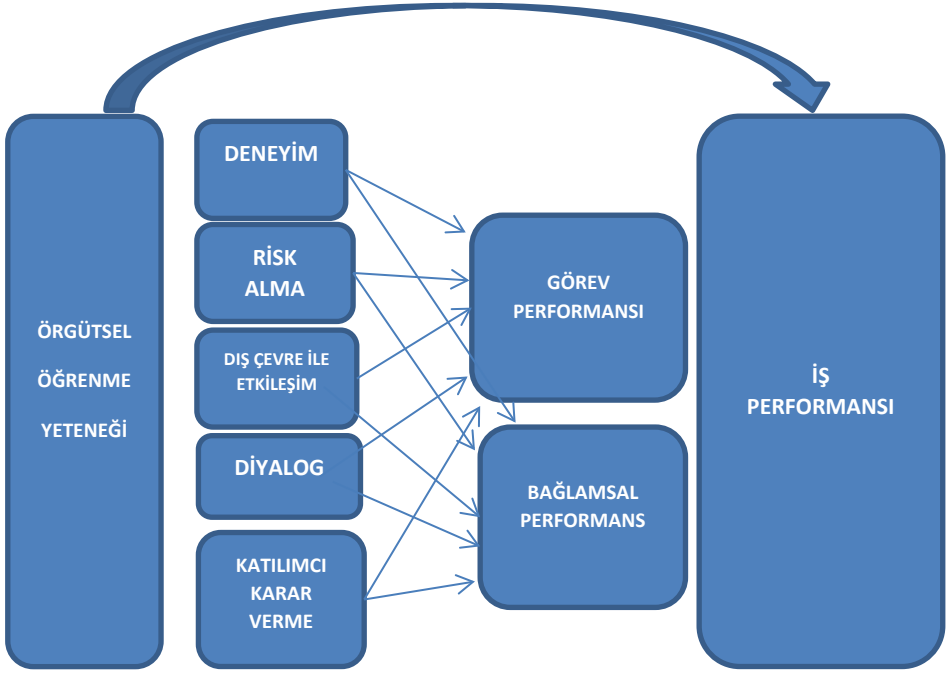 ÖRGÜTSEL
ÖĞRENME
YETENEĞİ
DENEYİM
RİSK
ALMA
DIŞ ÇEVRE İLE
ETKİLEŞİM
DİYALOG
KATILIMCI
KARAR
VERME
GÖREV
PERFORMANSI
BAĞLAMSAL
PERFORMANS
İŞ
PERFORMANSI